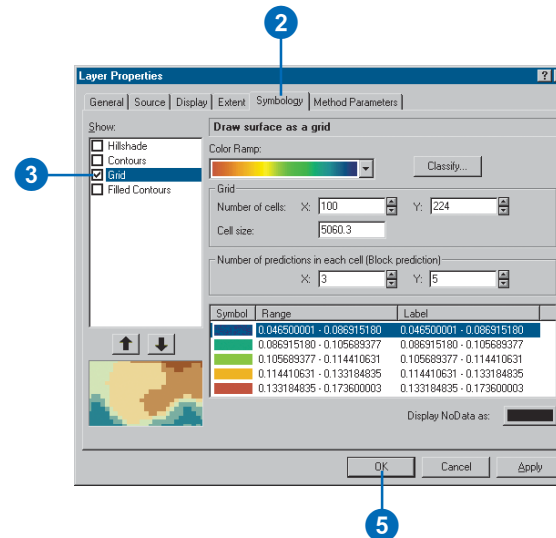 2
Layer Properties ?
General Source Display Extent Symbology Method Parameters
Show:
Hillshade
Contours
Grid
Filled Contours
3
Draw surface as a grid
Color Ramp:
Classify...
Grid
Number of cells: X: 100 Y: 224
Cell size: 5060.3
Number of predictions in each cell (Block prediction)
X: 3 Y: 5
Symbol Range Label
0.046500001 - 0.086915180 0.046500001 - 0.086915180
0.086915180 - 0.105689377 0.086915180 - 0.105689377
0.105689377 - 0.114410631 0.105689377 - 0.114410631
0.114410631 - 0.133184835 0.114410631 - 0.133184835
0.133184835 - 0.173600003 0.133184835 - 0.173600003
Display NoData as:
OK Cancel Apply
5